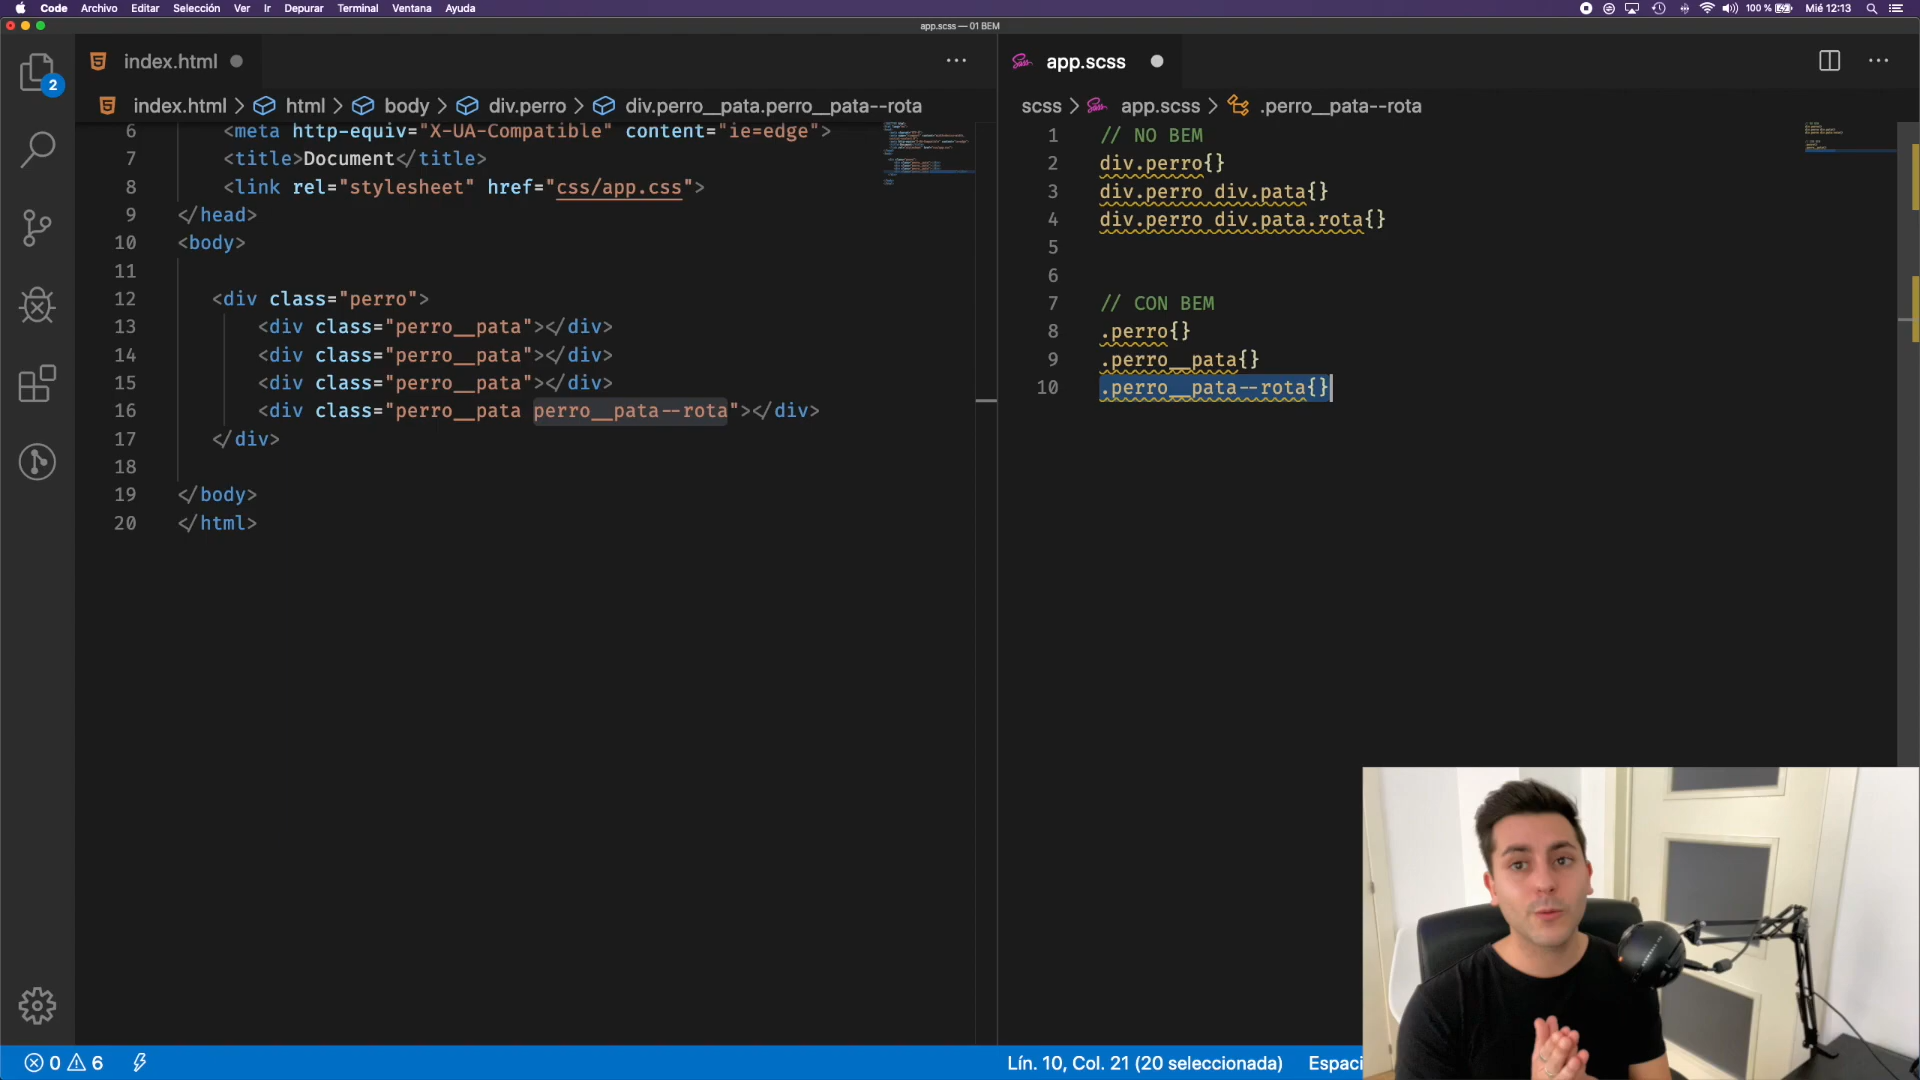 Code Archivo Editar Selección Ver Ir Depurar Terminal Ventana Ayuda
100 % Mié 12:13
app.scss — 01 BEM
index.html
app.scss
2
index.html > html > body > div.perro > div.perro__pata.perro__pata--rota
scss > app.scss > .perro__pata--rota
6 <meta http-equiv="X-UA-Compatible" content="ie=edge">
7 <title>Document</title>
8 <link rel="stylesheet" href="css/app.css">
9 </head>
10 <body>
11
12 <div class="perro">
13 <div class="perro__pata"></div>
14 <div class="perro__pata"></div>
15 <div class="perro__pata"></div>
16 <div class="perro__pata perro__pata--rota"></div>
17 </div>
18
19 </body>
20 </html>
1 // NO BEM
2 div.perro{}
3 div.perro div.pata{}
4 div.perro div.pata.rota{}
5
6
7 // CON BEM
8 .perro{}
9 .perro__pata{}
10 .perro__pata--rota{}
0 6
Lín. 10, Col. 21 (20 seleccionada) Espaci